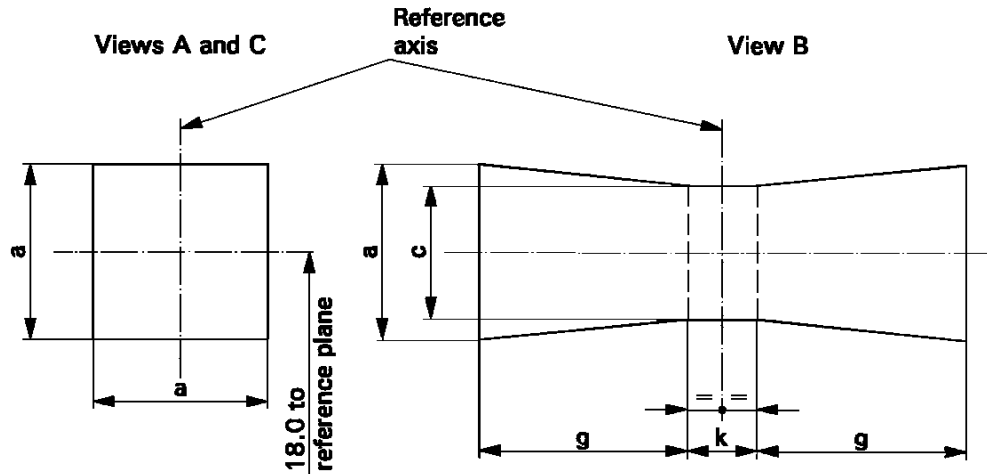 Views A and C
Reference
axis
View B
a
a
18.0 to
reference plane
a
c
= =
g
k
g